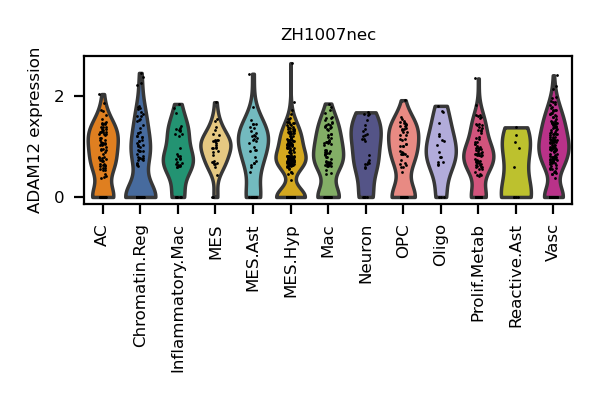 ZH1007nec
ADAM12 expression
2
0
AC
Chromatin.Reg
Inflammatory.Mac
MES
MES.Ast
MES.Hyp
Mac
Neuron
OPC
Oligo
Prolif.Metab
Reactive.Ast
Vasc